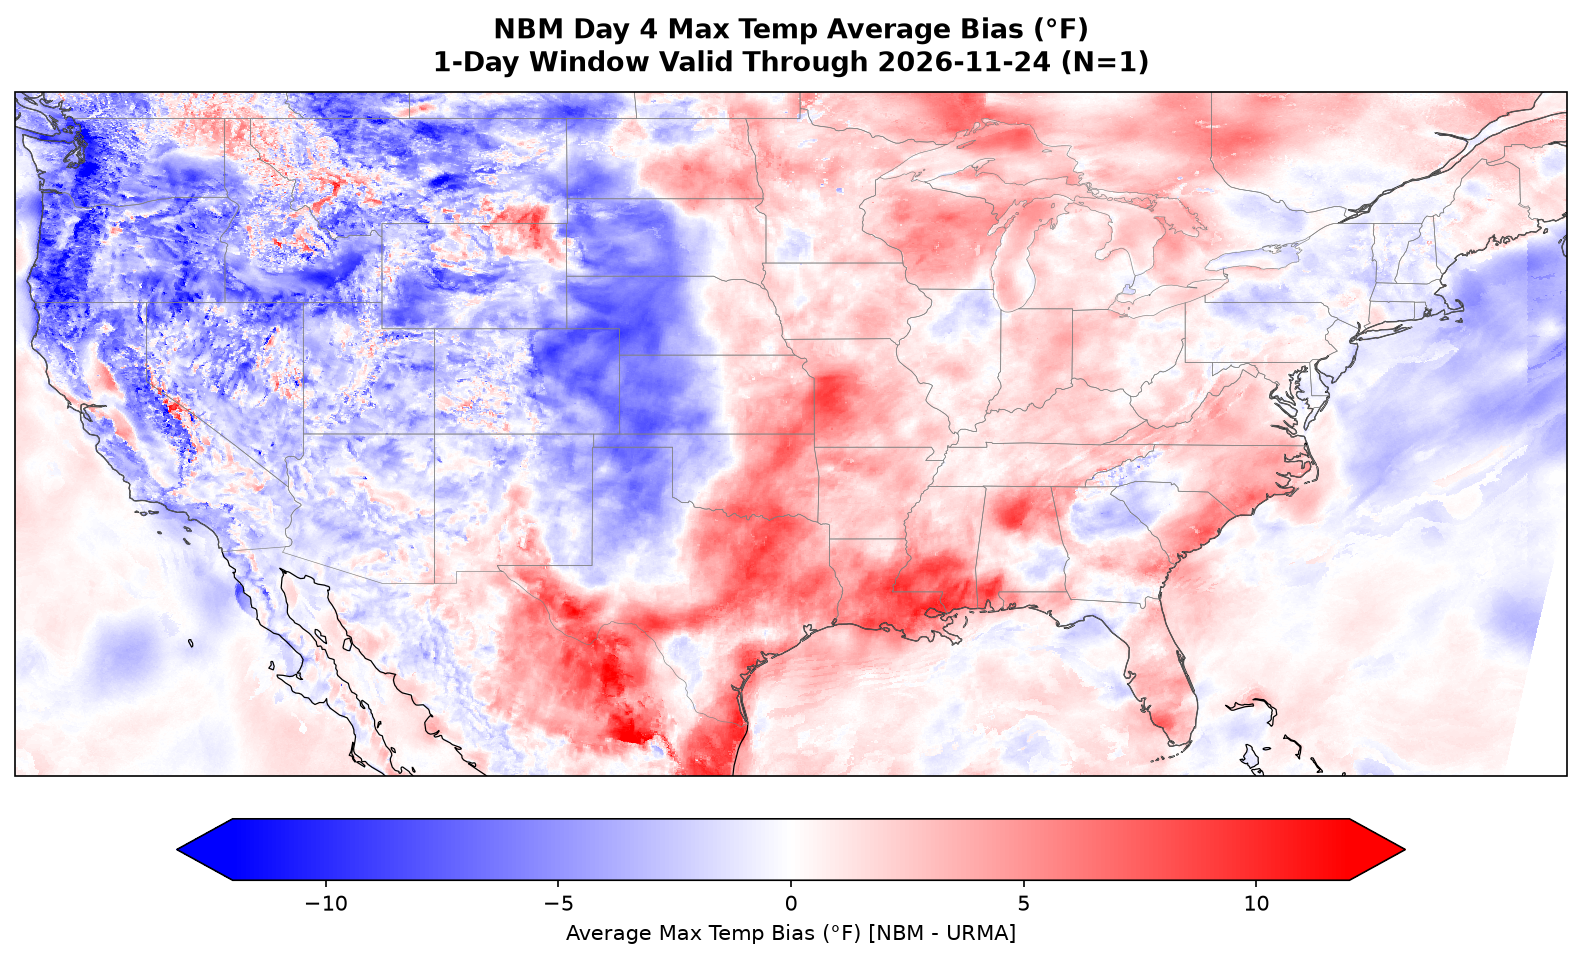 NBM Day 4 Max Temp Average Bias (°F)
1-Day Window Valid Through 2026-11-24 (N=1)
−10 −5 0 5 10
Average Max Temp Bias (°F) [NBM - URMA]